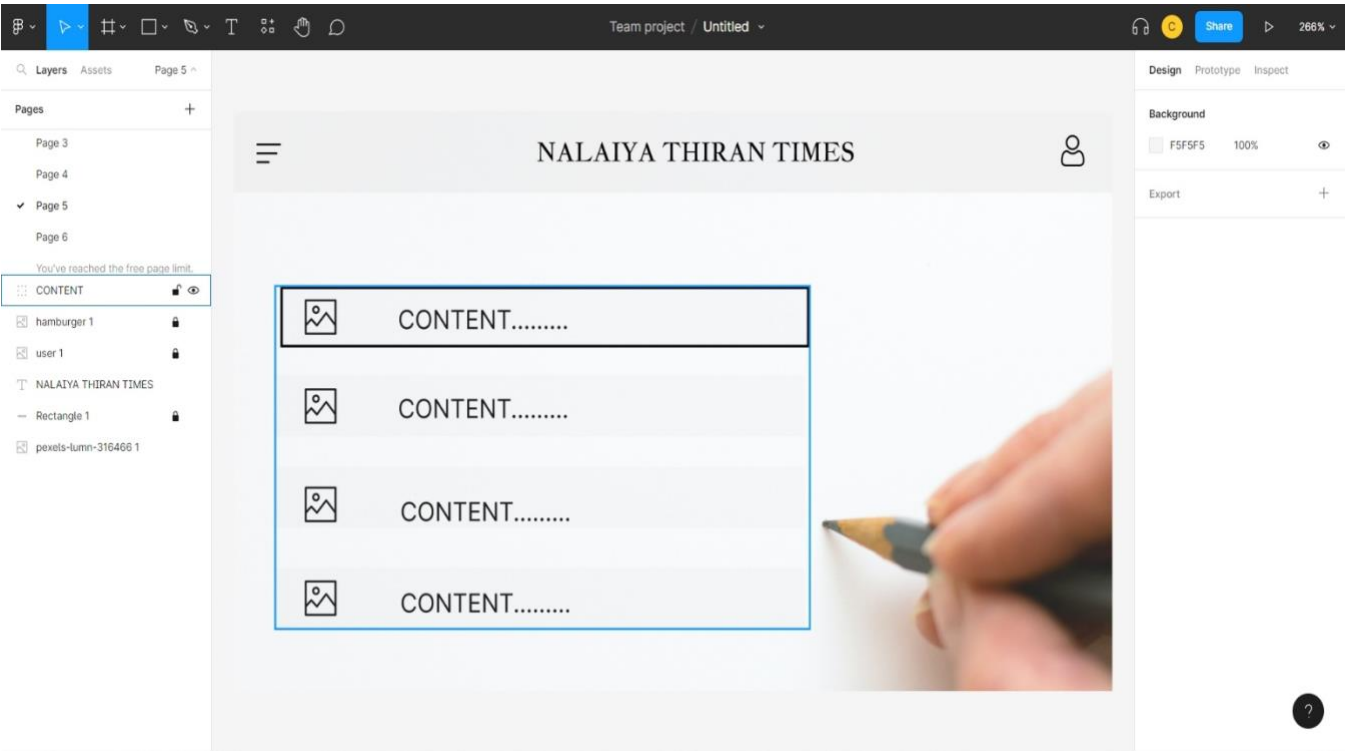 Team project / Untitled
C
Share
266%
Layers Assets Page 5
Design Prototype Inspect
Pages
Page 3
Page 4
Page 5
Page 6
You've reached the free page limit.
CONTENT
hamburger 1
user 1
NALAIYA THIRAN TIMES
Rectangle 1
pexels-lumn-316466 1
NALAIYA THIRAN TIMES
CONTENT.........
CONTENT.........
CONTENT.........
CONTENT.........
Background
F5F5F5 100%
Export
?